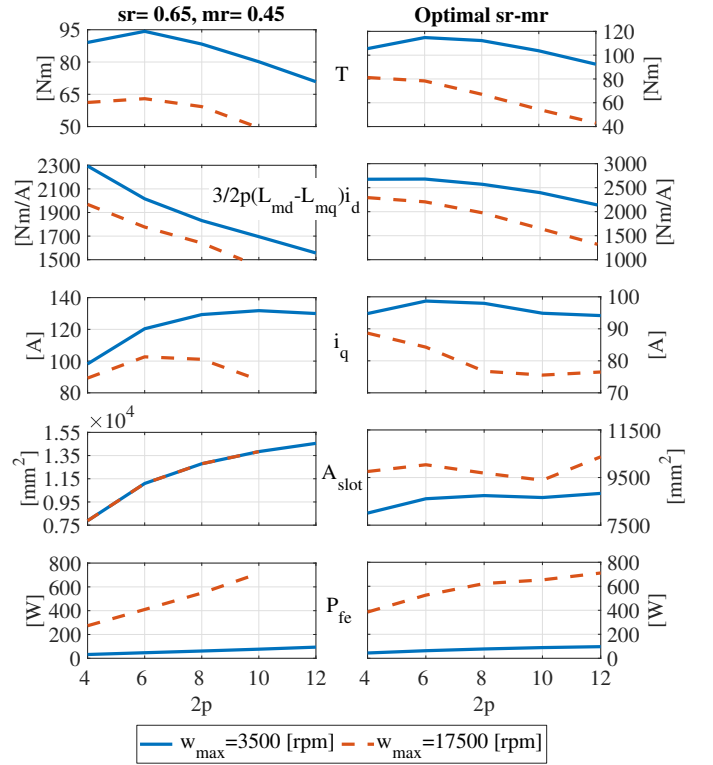 sr= 0.65, mr= 0.45 Optimal sr-mr
95 80 65 50 [Nm] T 120 100 80 60 40 [Nm]
2300 2100 1900 1700 1500 [Nm/A] 3/2p(L_md-L_mq)i_d 3000 2500 2000 1500 1000 [Nm/A]
140 120 100 80 [A] i_q 100 90 80 70 [A]
×10^4
1.55 1.35 1.15 0.95 0.75 [mm^2] A_slot 11500 9500 7500 [mm^2]
800 600 400 200 0 [W] P_fe 800 600 400 200 0 [W]
4 6 8 10 12 4 6 8 10 12
2p 2p
w_max=3500 [rpm] w_max=17500 [rpm]